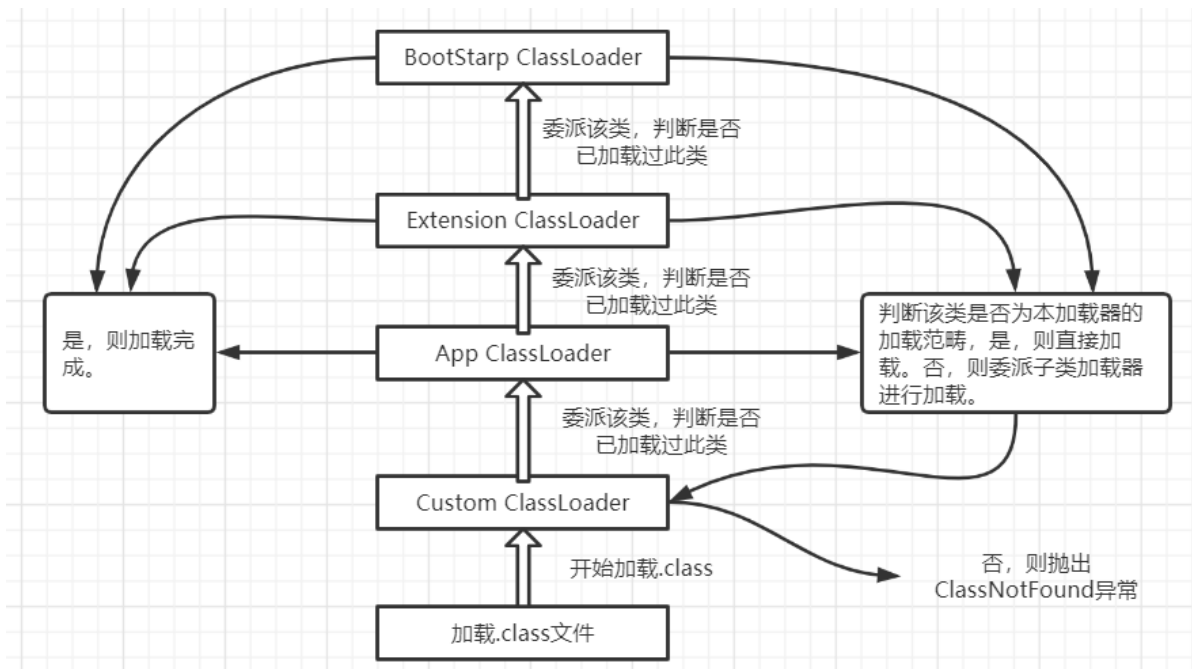 BootStarp ClassLoader
委派该类，判断是否
已加载过此类
Extension ClassLoader
委派该类，判断是否
已加载过此类
是，则加载完
成。
App ClassLoader
判断该类是否为本加载器的
加载范畴，是，则直接加
载。否，则委派子类加载器
进行加载。
委派该类，判断是否
已加载过此类
Custom ClassLoader
开始加载.class
否，则抛出
ClassNotFound异常
加载.class文件